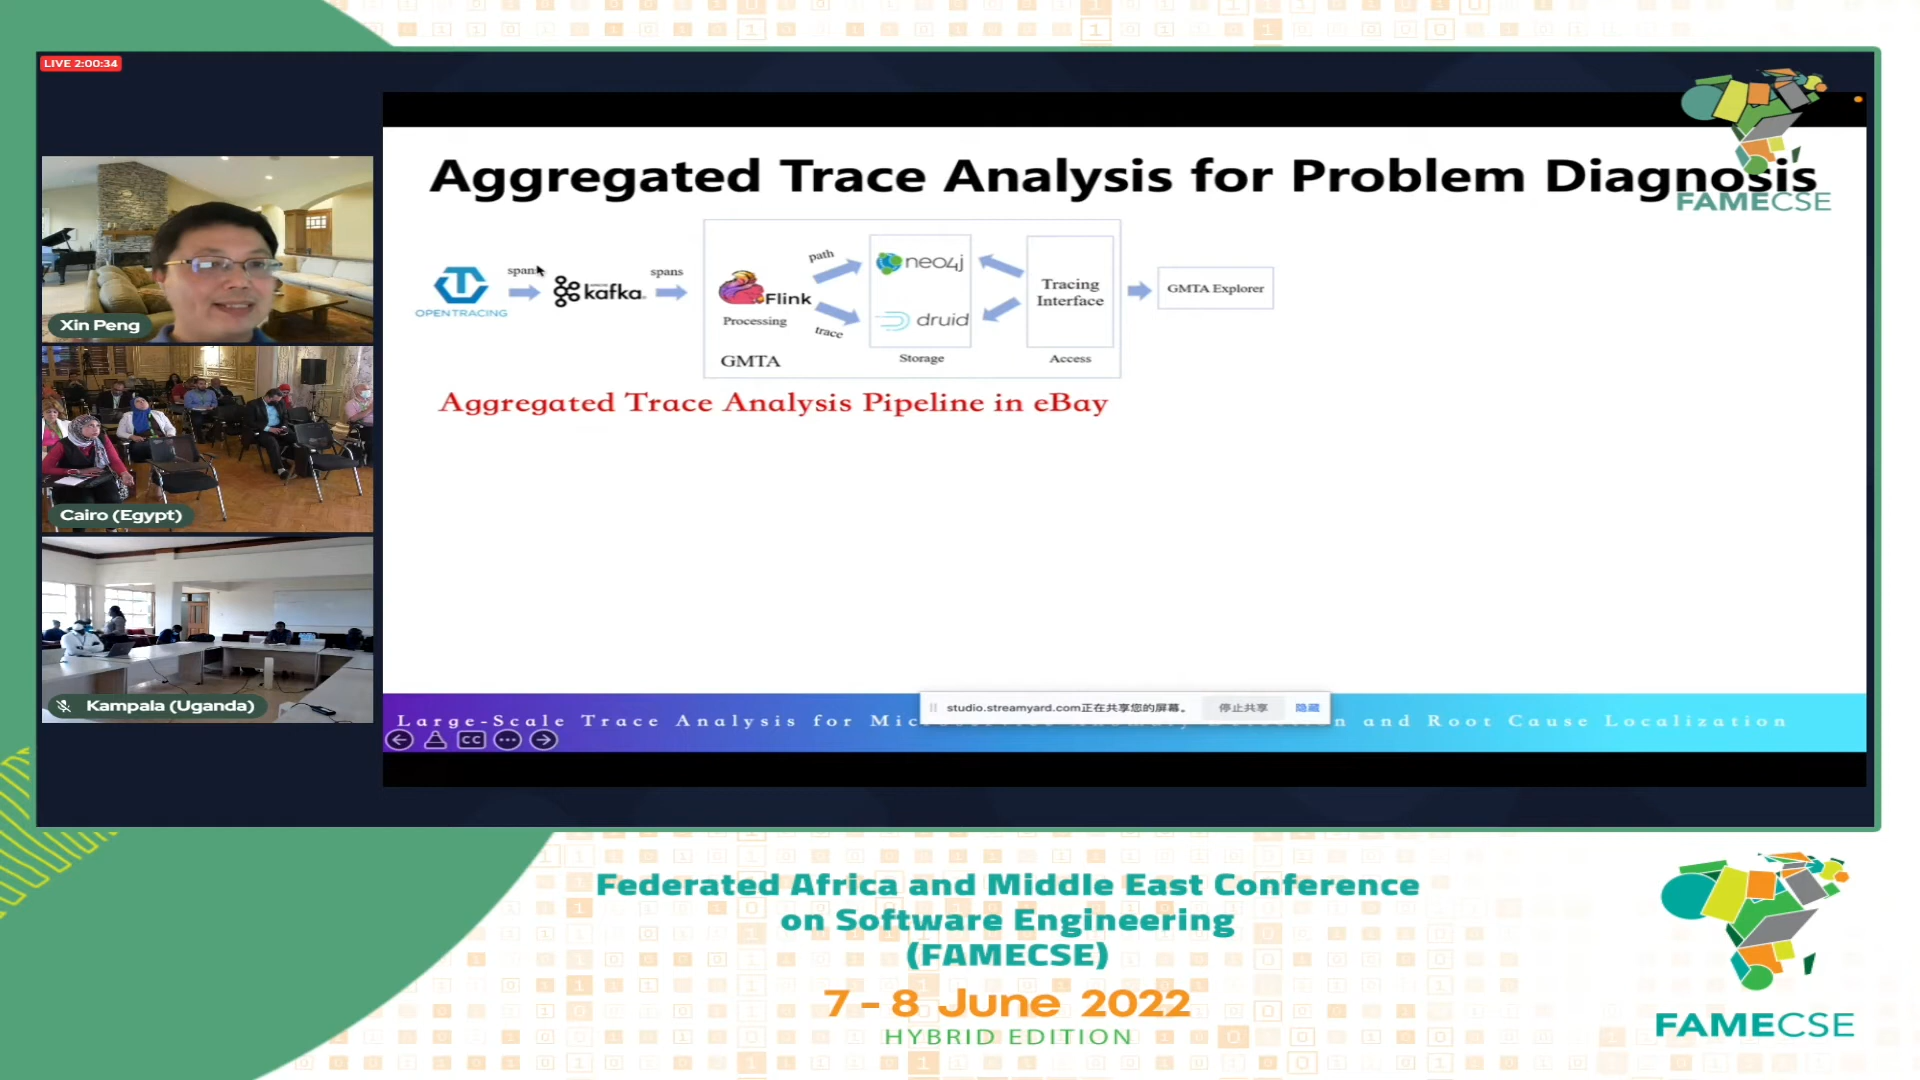 LIVE 2:00:34
Aggregated Trace Analysis for Problem Diagnosis
FAMECSE
OPENTRACING
spans
kafka
spans
Flink
Processing
GMTA
path
trace
neo4j
druid
Storage
Tracing
Interface
Access
GMTA Explorer
Aggregated Trace Analysis Pipeline in eBay
Xin Peng
Cairo (Egypt)
Kampala (Uganda)
Large-Scale Trace Analysis for
and Root Cause Localization
studio.streamyard.com正在共享您的屏幕。 停止共享 隐藏
CC
Federated Africa and Middle East Conference
on Software Engineering
(FAMECSE)
7 - 8 June 2022
HYBRID EDITION
FAMECSE